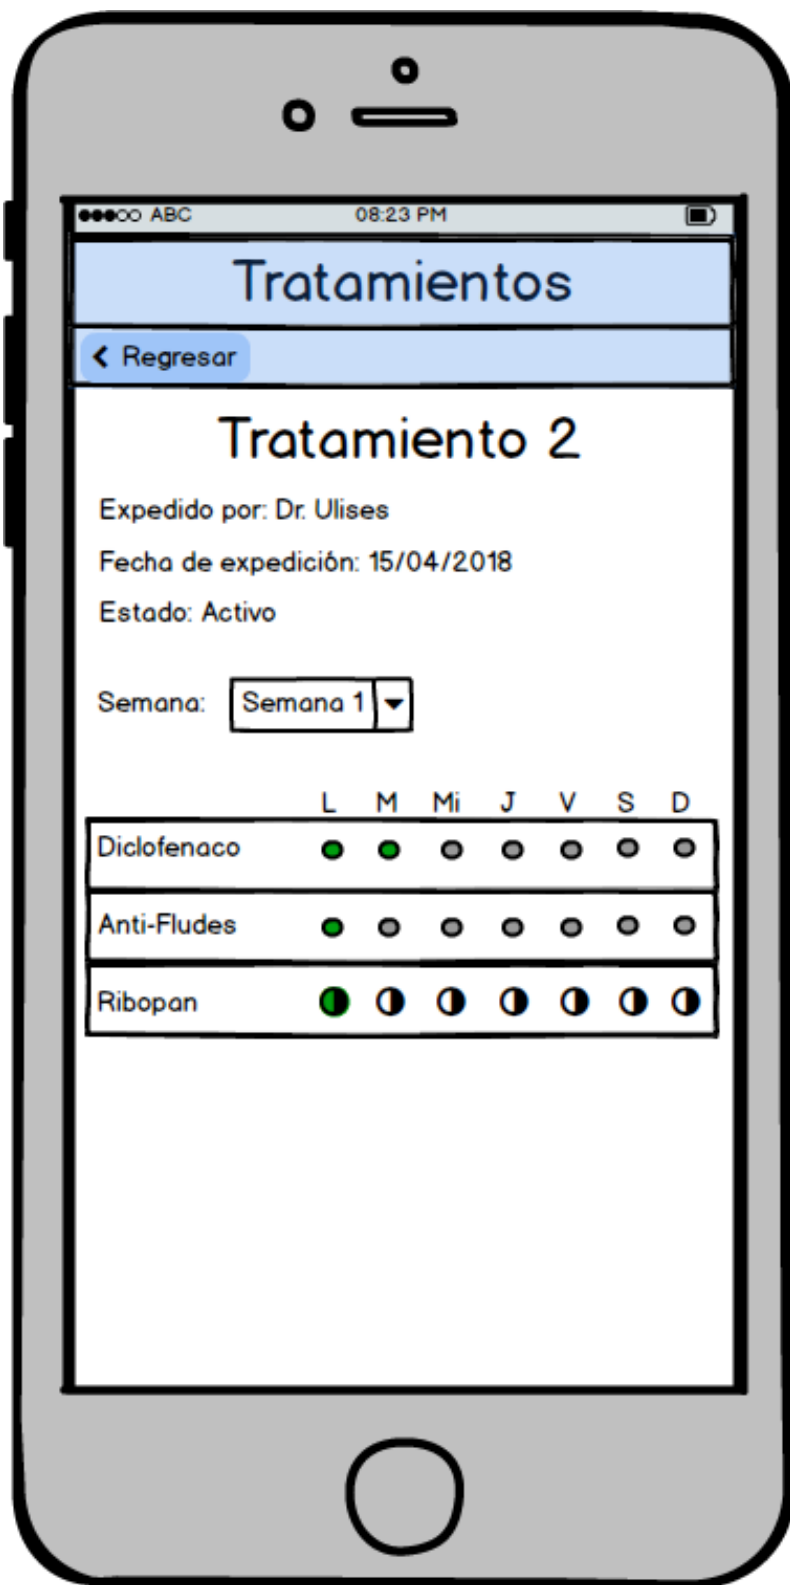 ABC 08:23 PM
Tratamientos
Regresar
Tratamiento 2
Expedido por: Dr. Ulises
Fecha de expedición: 15/04/2018
Estado: Activo
Semana: Semana 1
L M Mi J V S D
Diclofenaco
Anti-Fludes
Ribopan